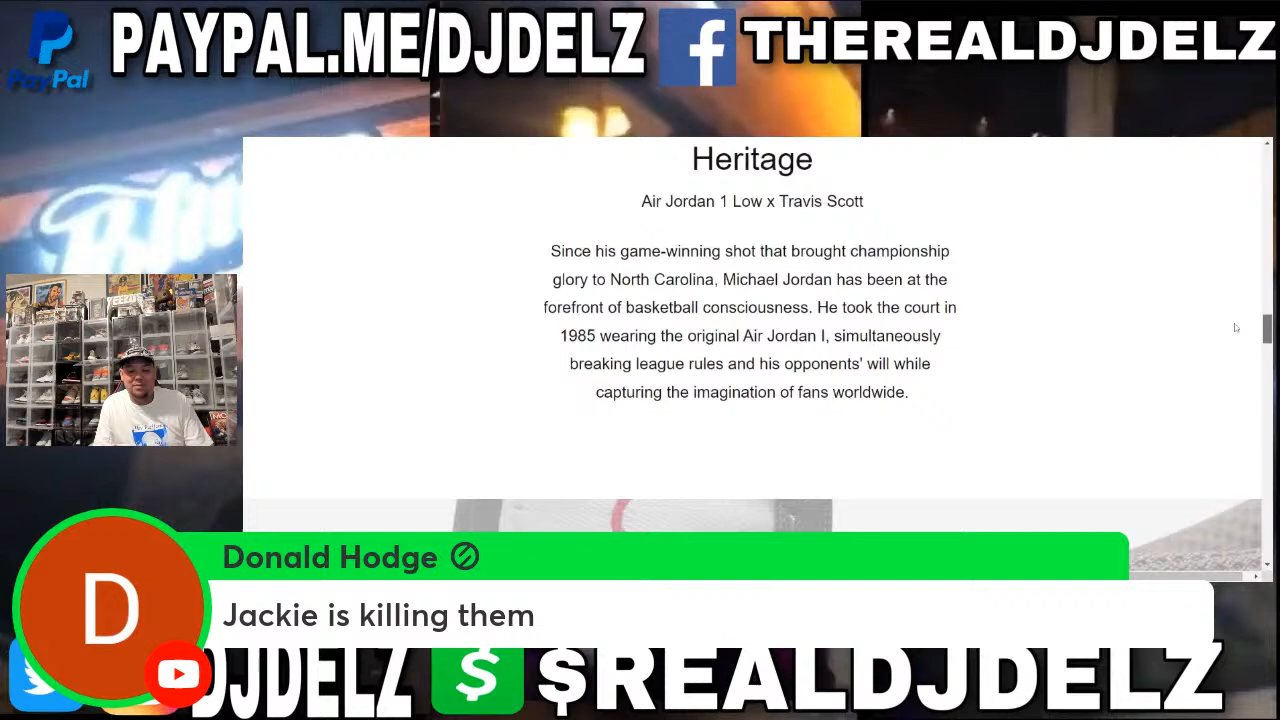 PAYPAL.ME/DJDELZ
THEREALDJDELZ
PayPal
Heritage
Air Jordan 1 Low x Travis Scott
Since his game-winning shot that brought championship
glory to North Carolina, Michael Jordan has been at the
forefront of basketball consciousness. He took the court in
1985 wearing the original Air Jordan I, simultaneously
breaking league rules and his opponents' will while
capturing the imagination of fans worldwide.
YEEZY
D
Donald Hodge
Jackie is killing them
DJDELZ
$
$REALDJDELZ